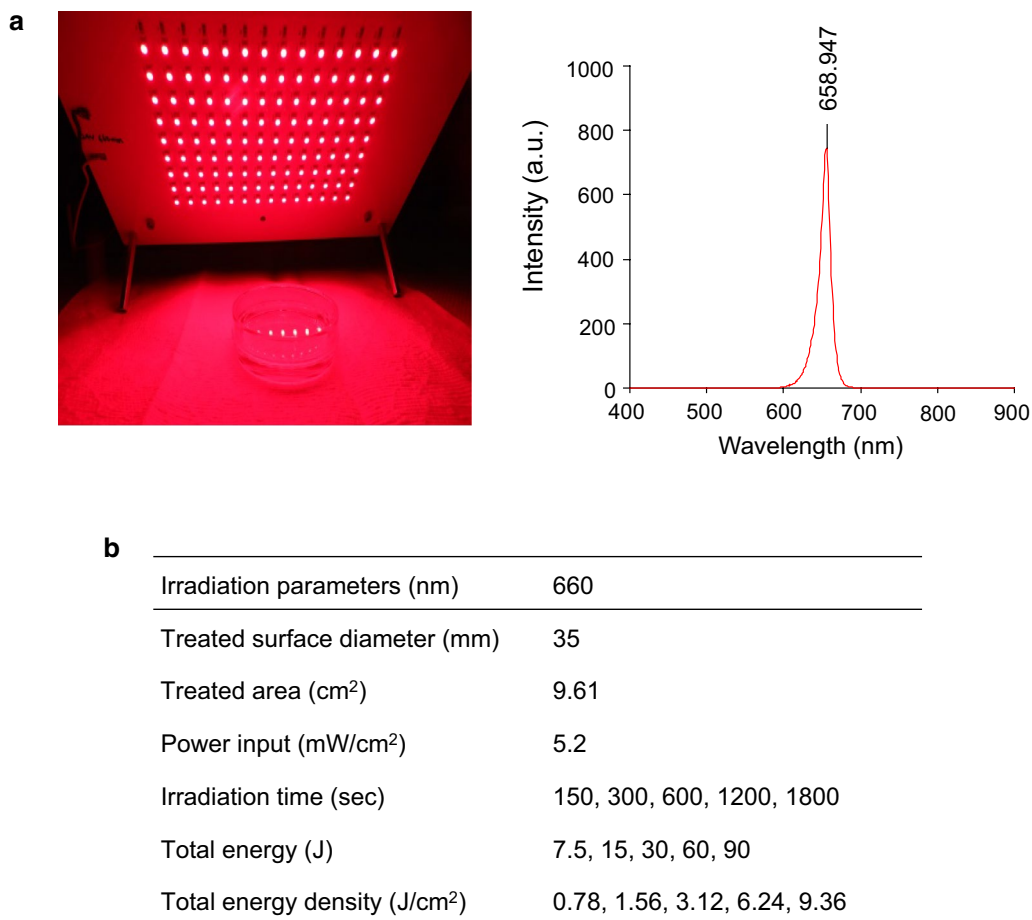 a
658.947
1000
800
600
400
200
0
Intensity (a.u.)
400 500 600 700 800 900
Wavelength (nm)
b
Irradiation parameters (nm) 660
Treated surface diameter (mm) 35
Treated area (cm²) 9.61
Power input (mW/cm²) 5.2
Irradiation time (sec) 150, 300, 600, 1200, 1800
Total energy (J) 7.5, 15, 30, 60, 90
Total energy density (J/cm²) 0.78, 1.56, 3.12, 6.24, 9.36